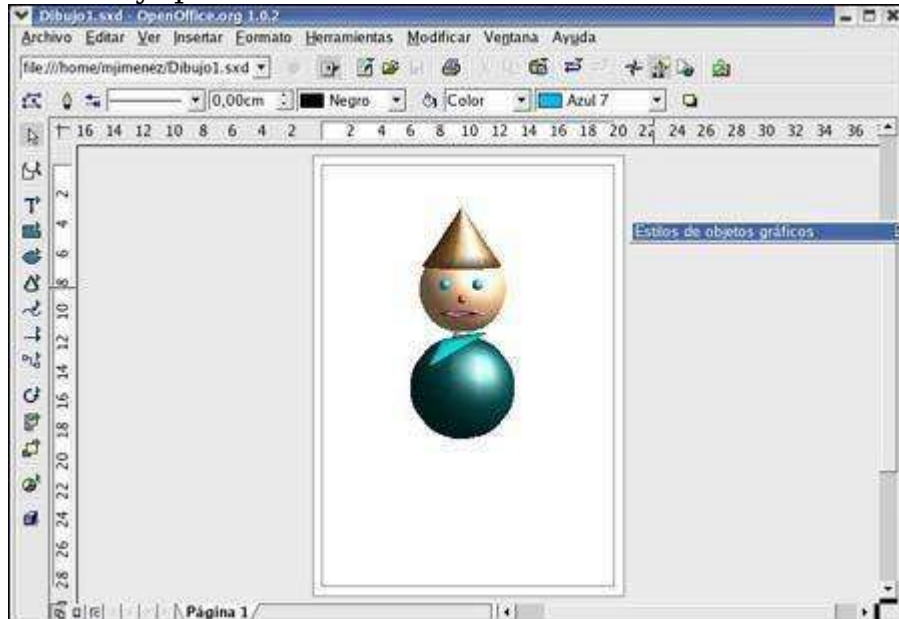 Dibujo1.sxd - OpenOffice.org 1.0.2
Archivo Editar Ver Insertar Formato Herramientas Modificar Ventana Ayuda
file:///home/mjimenez/Dibujo1.sxd
0,00cm Negro Color Azul 7
16 14 12 10 8 6 4 2 2 4 6 8 10 12 14 16 18 20 22 24 26 28 30 32 34 36
2
4
6
8
10
12
14
16
18
20
22
24
26
28
Estilos de objetos gráficos
Página 1